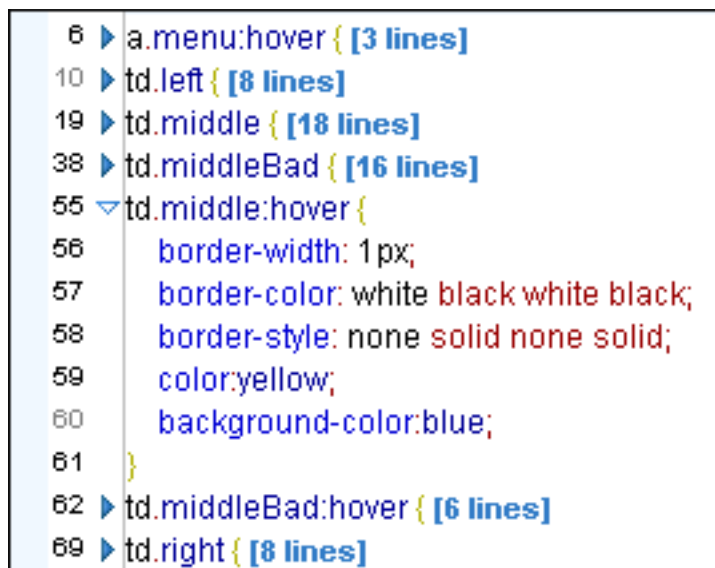 6 a.menu:hover { [3 lines]
10 td.left { [8 lines]
19 td.middle { [18 lines]
38 td.middleBad { [16 lines]
55 td.middle:hover {
56 border-width: 1px;
57 border-color: white black white black;
58 border-style: none solid none solid;
59 color:yellow;
60 background-color:blue;
61 }
62 td.middleBad:hover { [6 lines]
69 td.right { [8 lines]